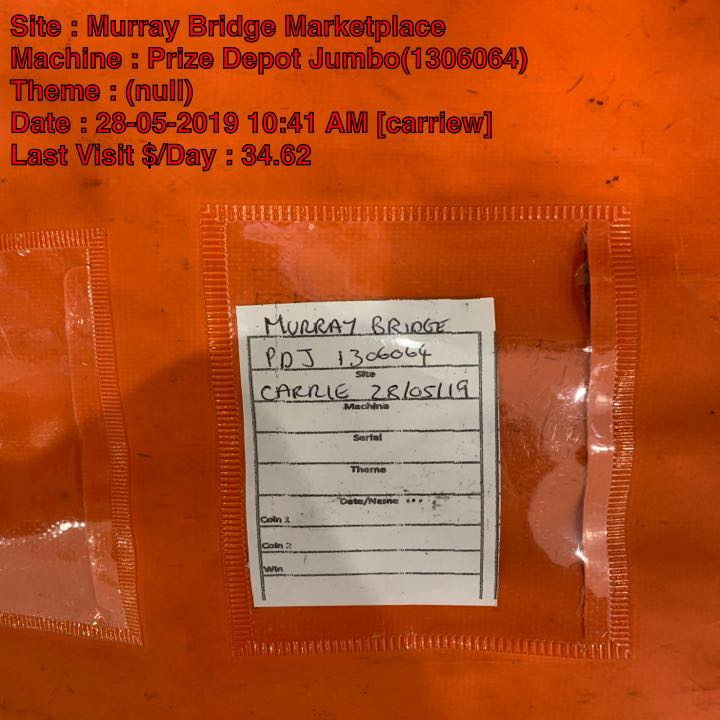 Site : Murray Bridge Marketplace
Machine : Prize Depot Jumbo(1306064)
Theme : (null)
Date : 28-05-2019 10:41 AM [carriew]
Last Visit $/Day : 34.62
MURRAY BRIDGE
PDJ 1306064
Site
CARRIE 28/05/19
Machine
Serial
Theme
Date/Name
Coin 1
Coin 2
Win